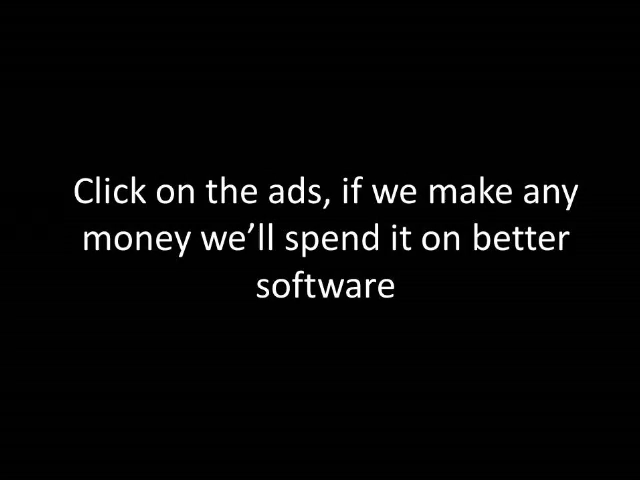 Click on the ads, if we make any
money we’ll spend it on better
software